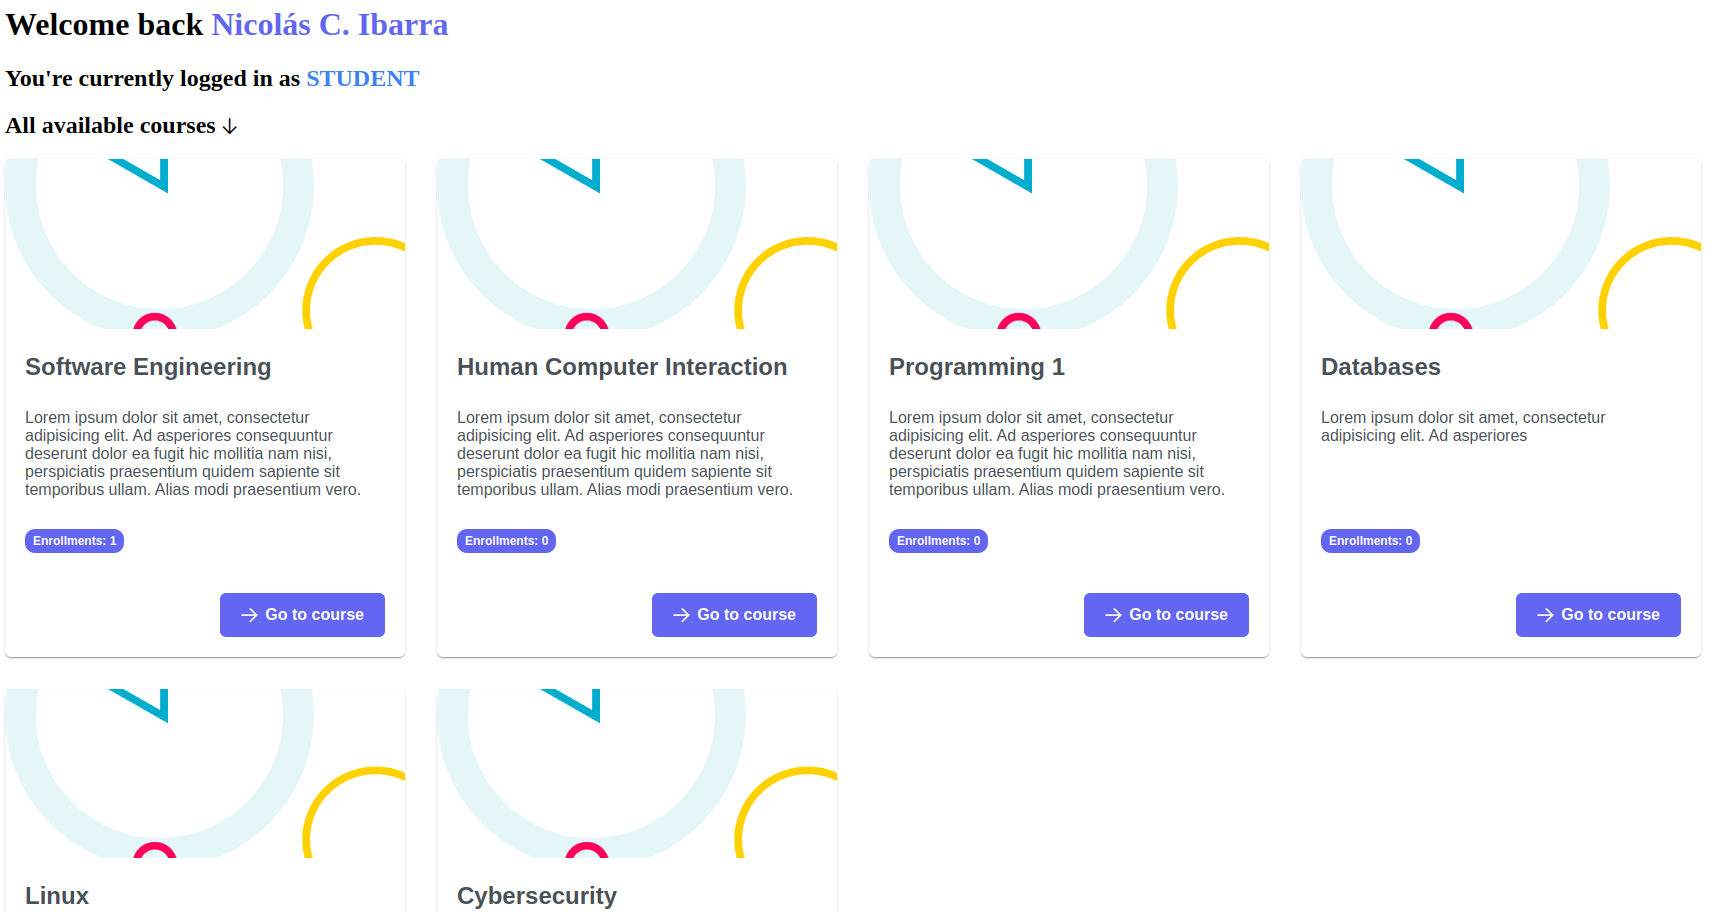 Welcome back Nicolás C. Ibarra
You're currently logged in as STUDENT
All available courses ↓
Software Engineering
Lorem ipsum dolor sit amet, consectetur
adipisicing elit. Ad asperiores consequuntur
deserunt dolor ea fugit hic mollitia nam nisi,
perspiciatis praesentium quidem sapiente sit
temporibus ullam. Alias modi praesentium vero.
Enrollments: 1
→ Go to course
Human Computer Interaction
Lorem ipsum dolor sit amet, consectetur
adipisicing elit. Ad asperiores consequuntur
deserunt dolor ea fugit hic mollitia nam nisi,
perspiciatis praesentium quidem sapiente sit
temporibus ullam. Alias modi praesentium vero.
Enrollments: 0
→ Go to course
Programming 1
Lorem ipsum dolor sit amet, consectetur
adipisicing elit. Ad asperiores consequuntur
deserunt dolor ea fugit hic mollitia nam nisi,
perspiciatis praesentium quidem sapiente sit
temporibus ullam. Alias modi praesentium vero.
Enrollments: 0
→ Go to course
Databases
Lorem ipsum dolor sit amet, consectetur
adipisicing elit. Ad asperiores
Enrollments: 0
→ Go to course
Linux
Cybersecurity